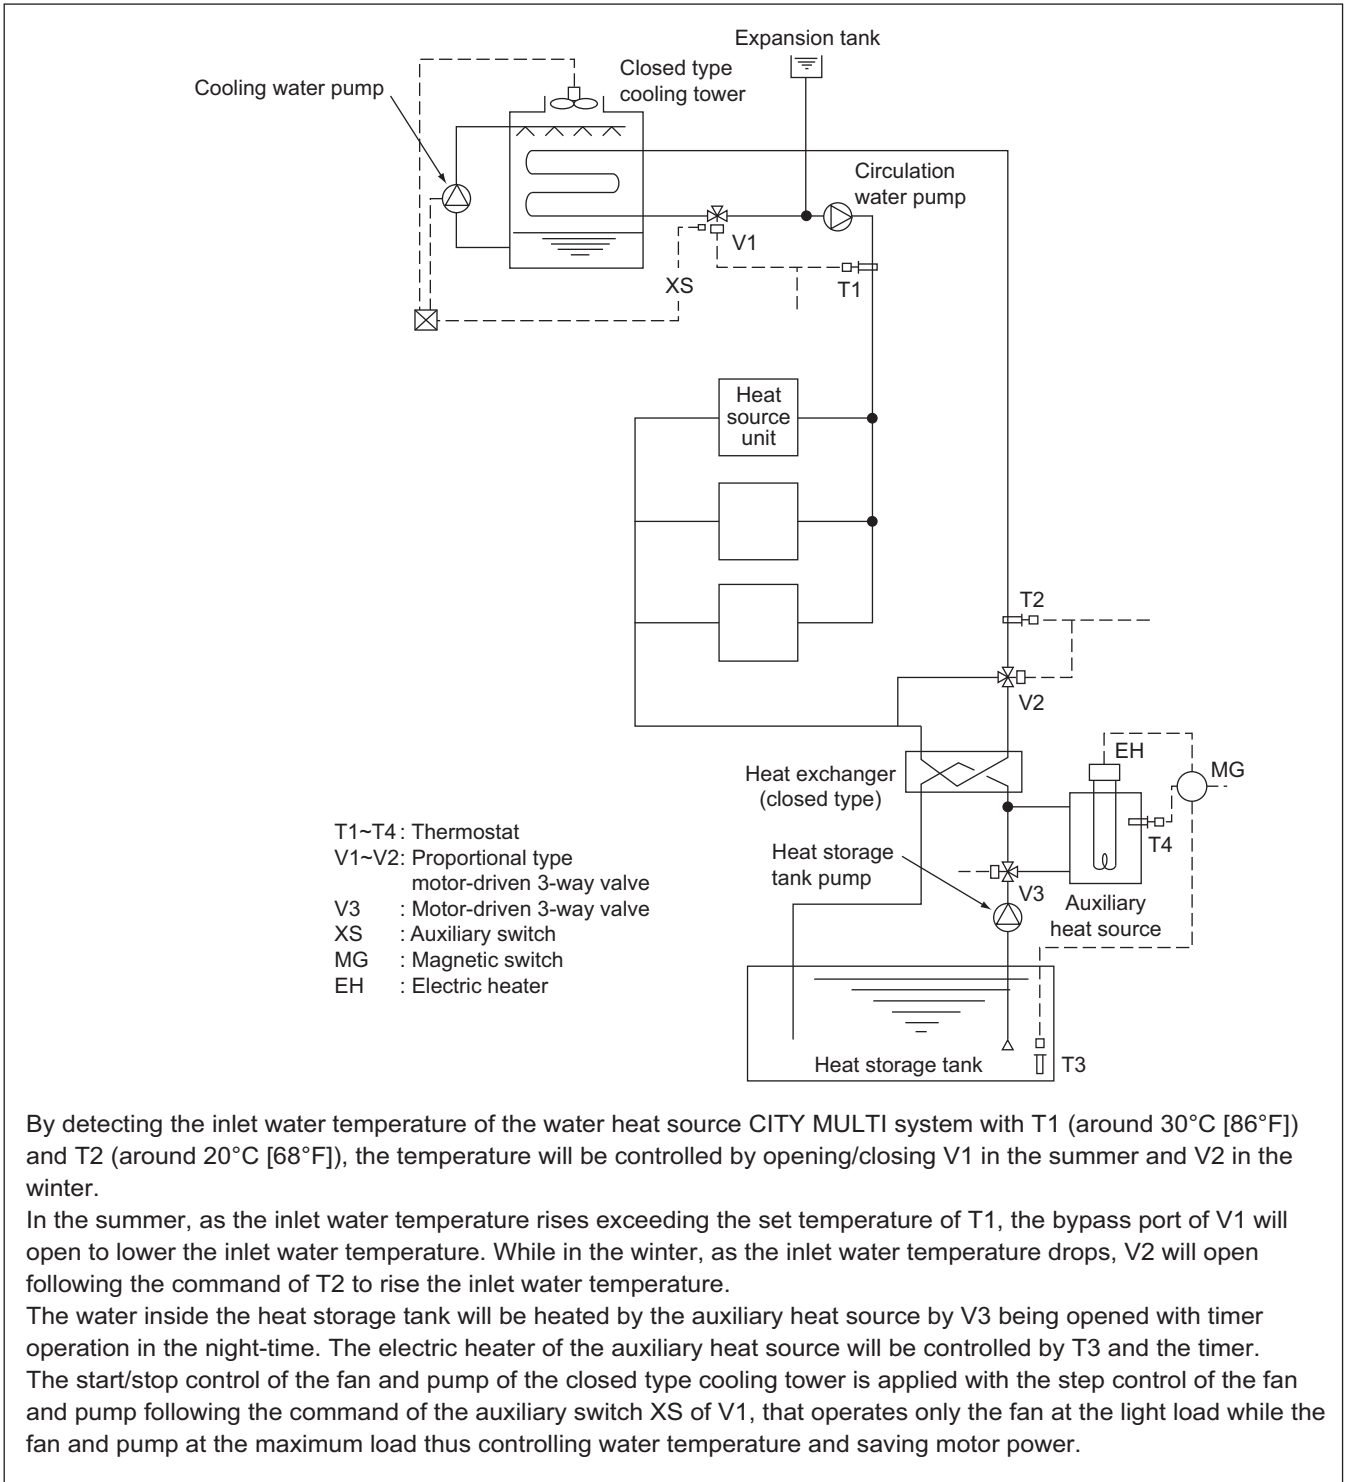 Expansion tank
Closed type
cooling tower
Cooling water pump
Circulation
water pump
V1
XS
T1
Heat
source
unit
T2
V2
EH
MG
Heat exchanger
(closed type)
T4
T1~T4 : Thermostat
V1~V2: Proportional type
motor-driven 3-way valve
V3 : Motor-driven 3-way valve
XS : Auxiliary switch
MG : Magnetic switch
EH : Electric heater
Heat storage
tank pump
V3
Auxiliary
heat source
Heat storage tank
T3
By detecting the inlet water temperature of the water heat source CITY MULTI system with T1 (around 30°C [86°F])
and T2 (around 20°C [68°F]), the temperature will be controlled by opening/closing V1 in the summer and V2 in the
winter.
In the summer, as the inlet water temperature rises exceeding the set temperature of T1, the bypass port of V1 will
open to lower the inlet water temperature. While in the winter, as the inlet water temperature drops, V2 will open
following the command of T2 to rise the inlet water temperature.
The water inside the heat storage tank will be heated by the auxiliary heat source by V3 being opened with timer
operation in the night-time. The electric heater of the auxiliary heat source will be controlled by T3 and the timer.
The start/stop control of the fan and pump of the closed type cooling tower is applied with the step control of the fan
and pump following the command of the auxiliary switch XS of V1, that operates only the fan at the light load while the
fan and pump at the maximum load thus controlling water temperature and saving motor power.